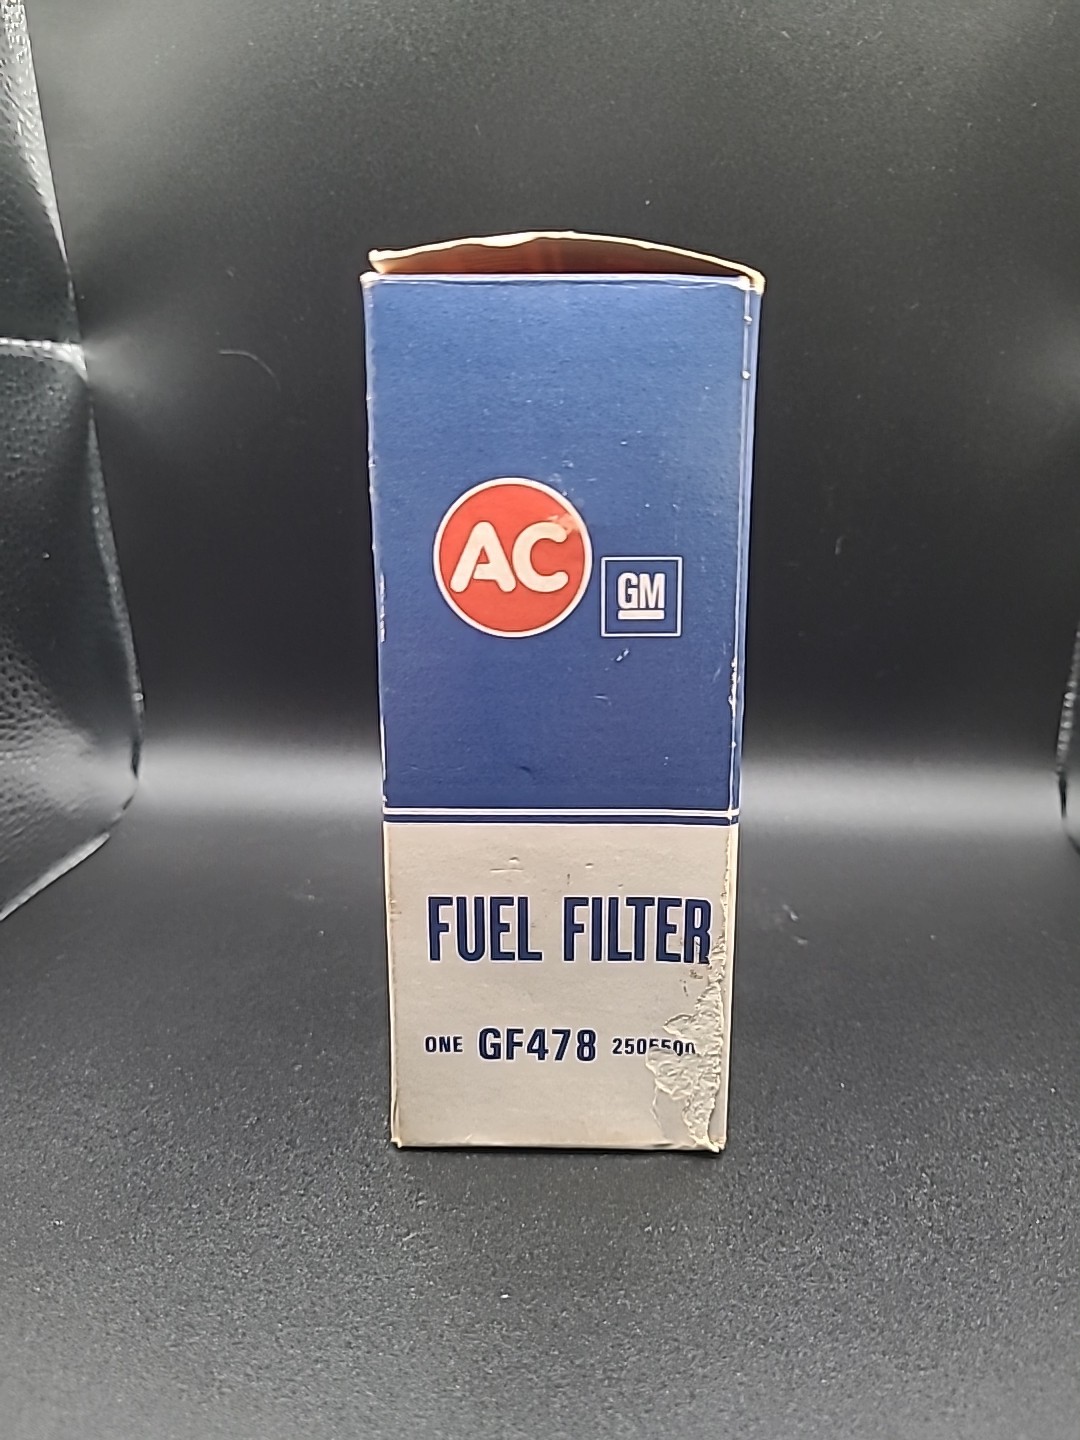 AC
GM
FUEL FILTER
ONE GF478